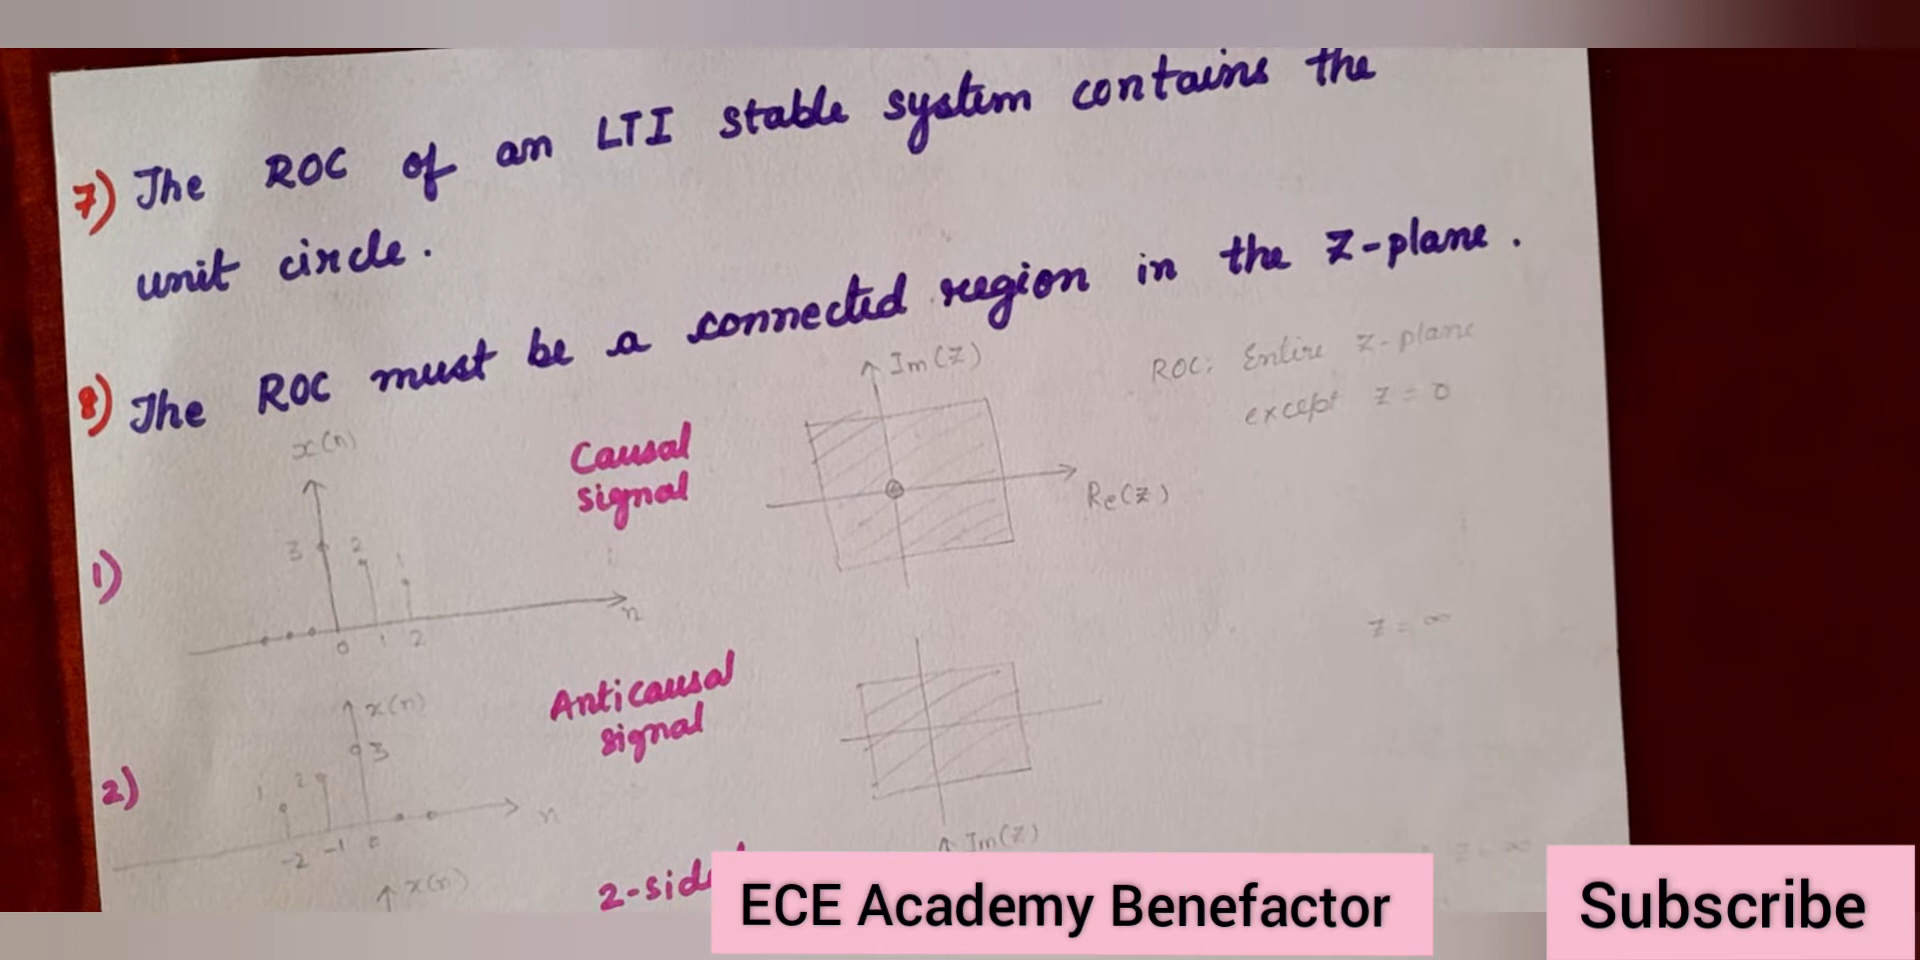 7) The ROC of an LTI stable system contains the
unit circle.
8) The ROC must be a connected region in the Z-plane.
x(n)
3 2 1
0 1 2
n
1)
Causal
signal
Im(Z)
Re(Z)
ROC: Entire Z-plane
except Z = 0
2)
x(n)
1 2 3
-2 -1 0
n
Anticausal
signal
Z = ∞
x(n)
2-side
Im(Z)
Z = ∞
ECE Academy Benefactor
Subscribe